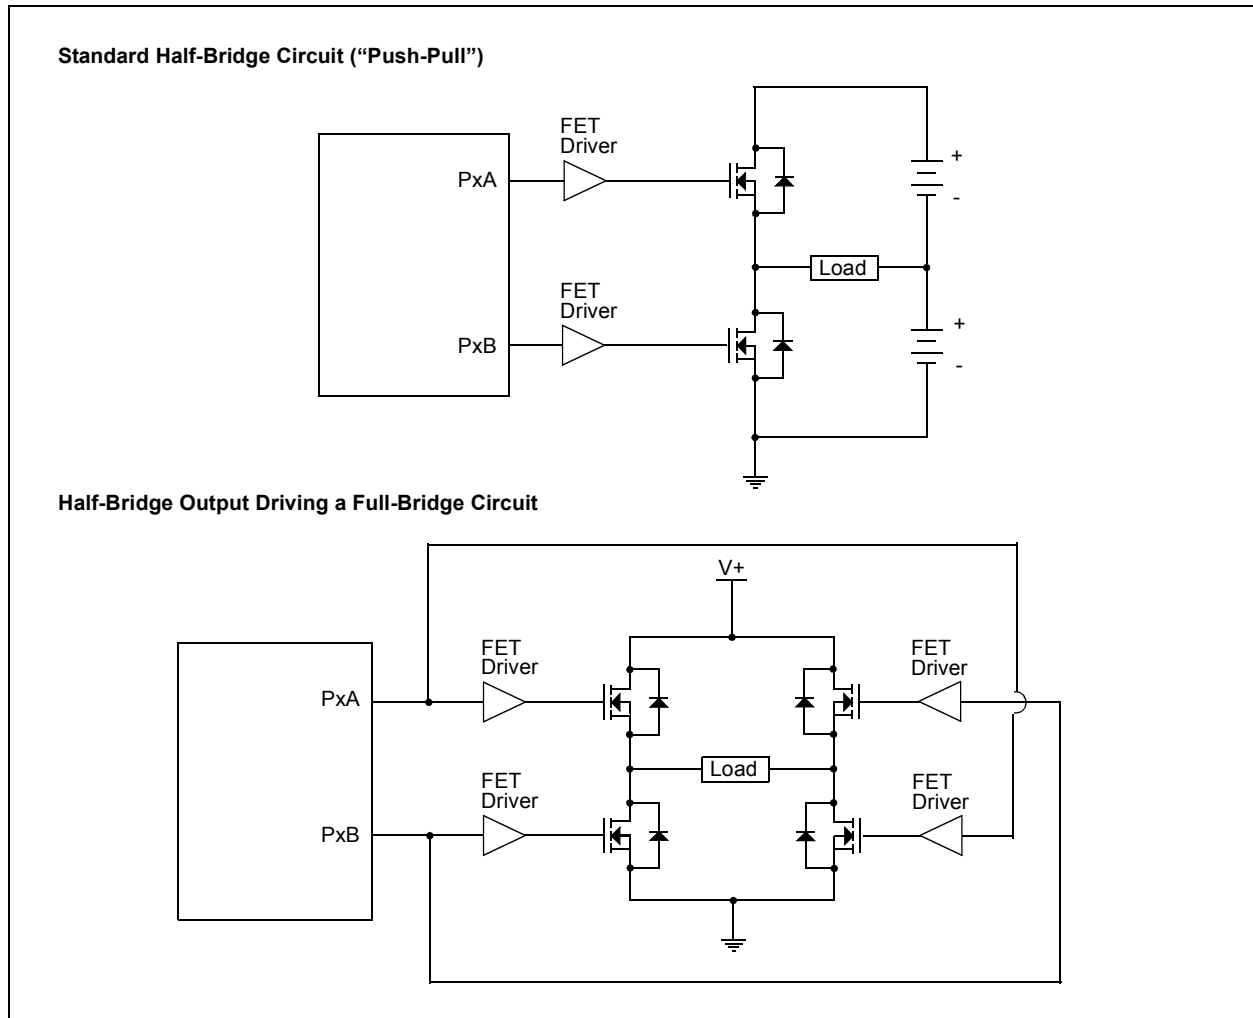 Standard Half-Bridge Circuit (“Push-Pull”)
FET
Driver
PxA
+
-
Load
FET
Driver
PxB
+
-
Half-Bridge Output Driving a Full-Bridge Circuit
V+
FET
Driver
FET
Driver
PxA
Load
FET
Driver
FET
Driver
PxB